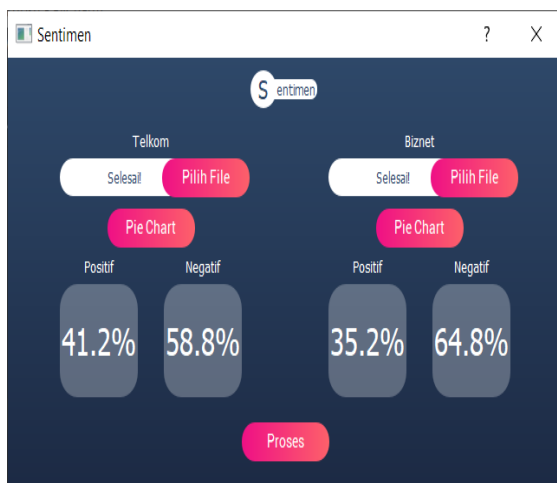 Sentimen ? X
Sentimen
Telkom Biznet
Selesai! Pilih File Selesai! Pilih File
Pie Chart Pie Chart
Positif Negatif Positif Negatif
41.2% 58.8% 35.2% 64.8%
Proses